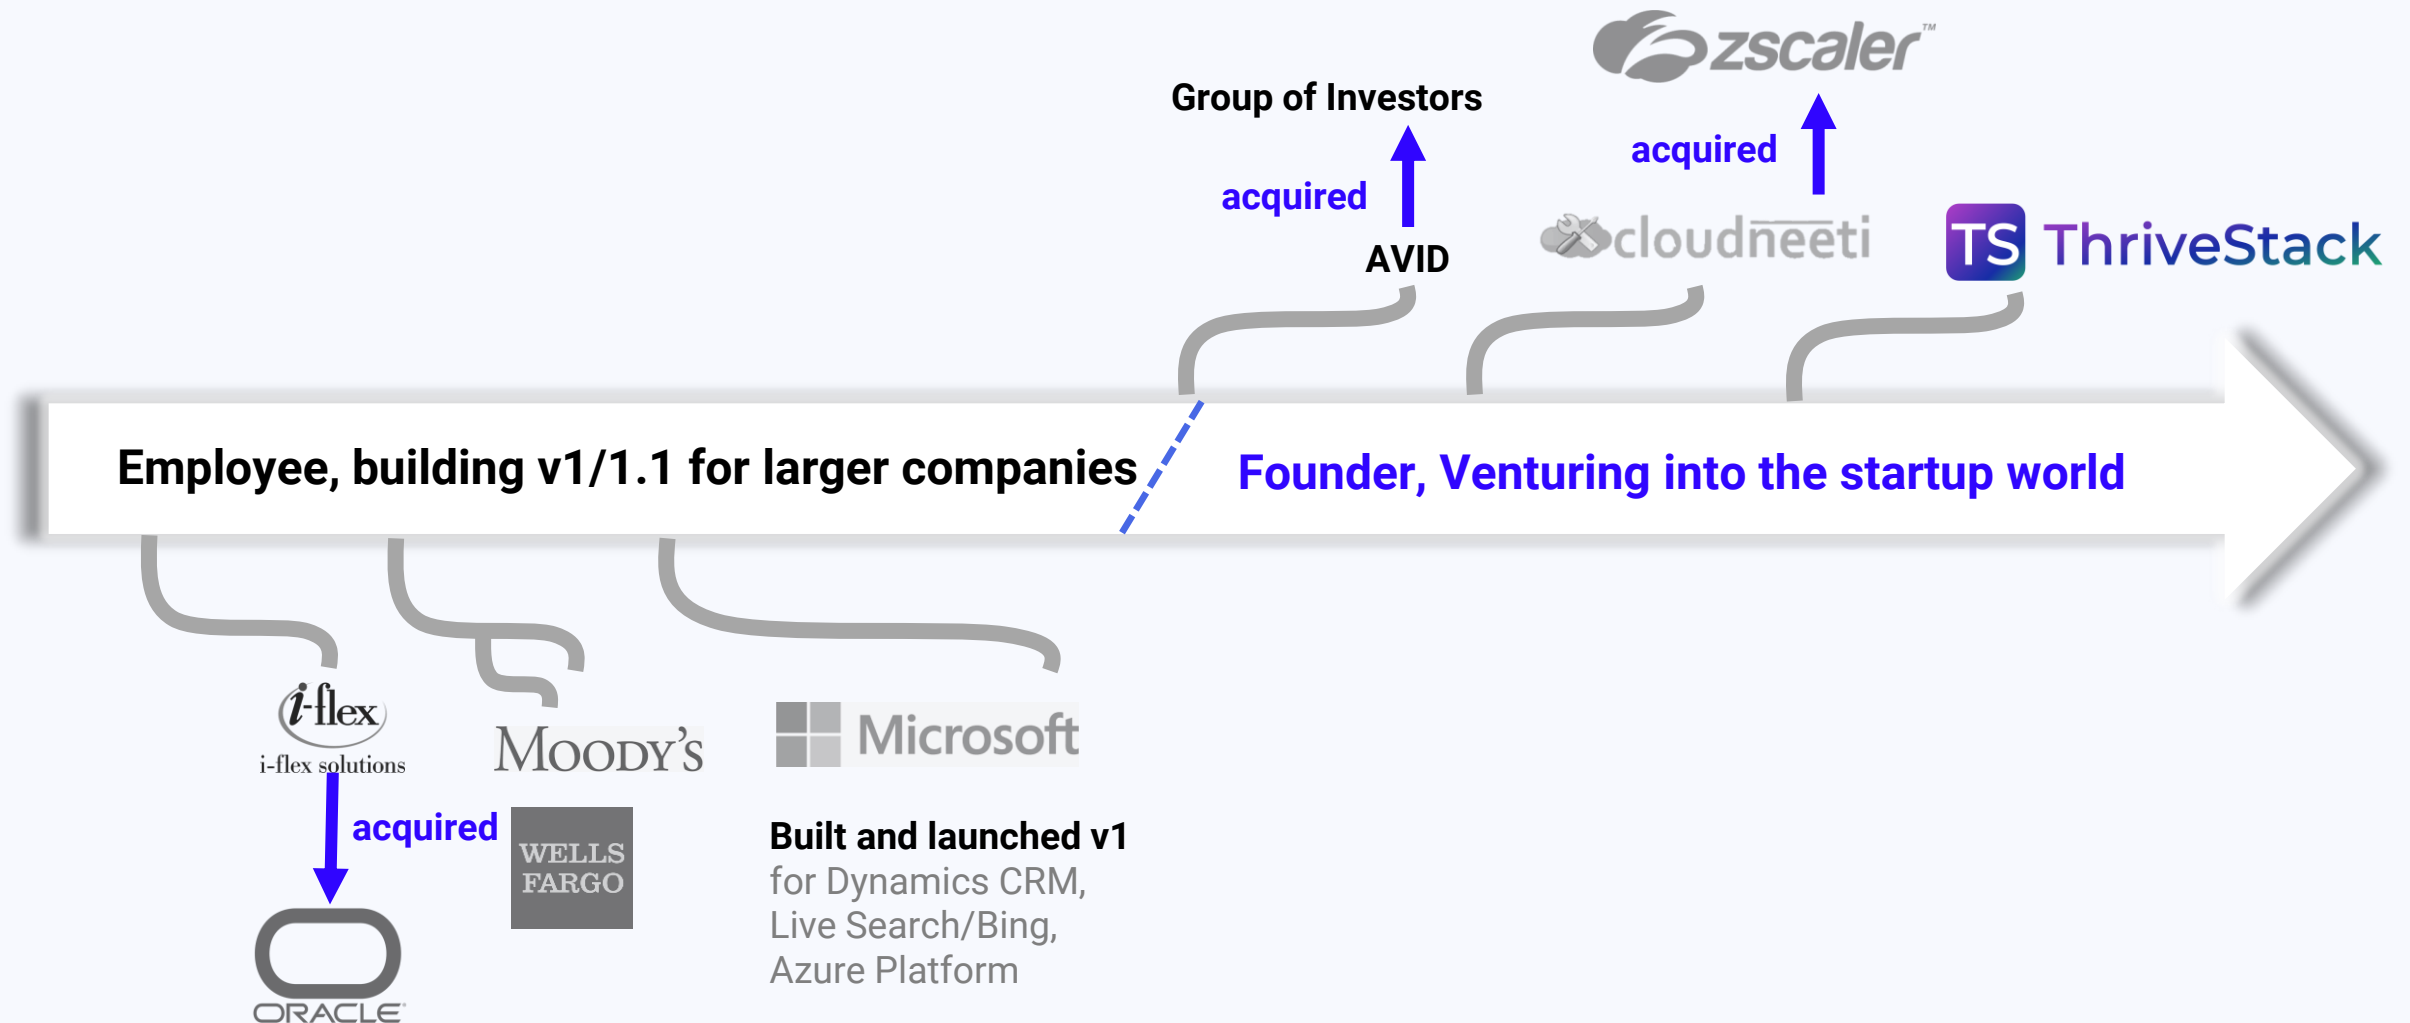 zscaler™
Group of Investors
acquired
acquired
AVID
cloudneeti
TS ThriveStack
Employee, building v1/1.1 for larger companies
Founder, Venturing into the startup world
i-flex
i-flex solutions
MOODY'S
Microsoft
acquired
WELLS
FARGO
Built and launched v1
for Dynamics CRM,
Live Search/Bing,
Azure Platform
ORACLE